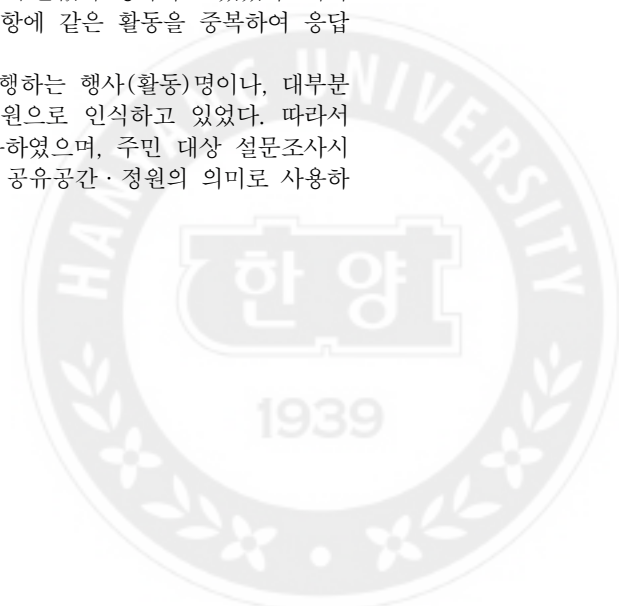 항에 같은 활동을 중복하여 응답
행하는 행사(활동)명이나, 대부분
원으로 인식하고 있었다. 따라서
하였으며, 주민 대상 설문조사시
공유공간·정원의 의미로 사용하
HANYANG UNIVERSITY
한양
1939